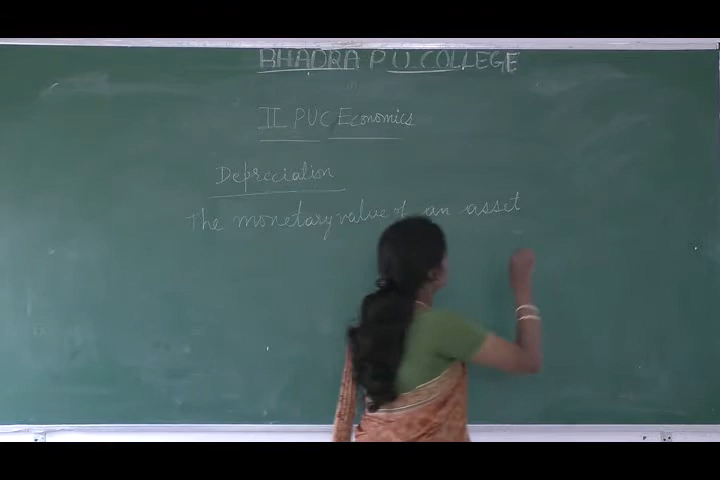 BHADRA P U COLLEGE
II PUC Economics
Depreciation
The monetary value of an asset